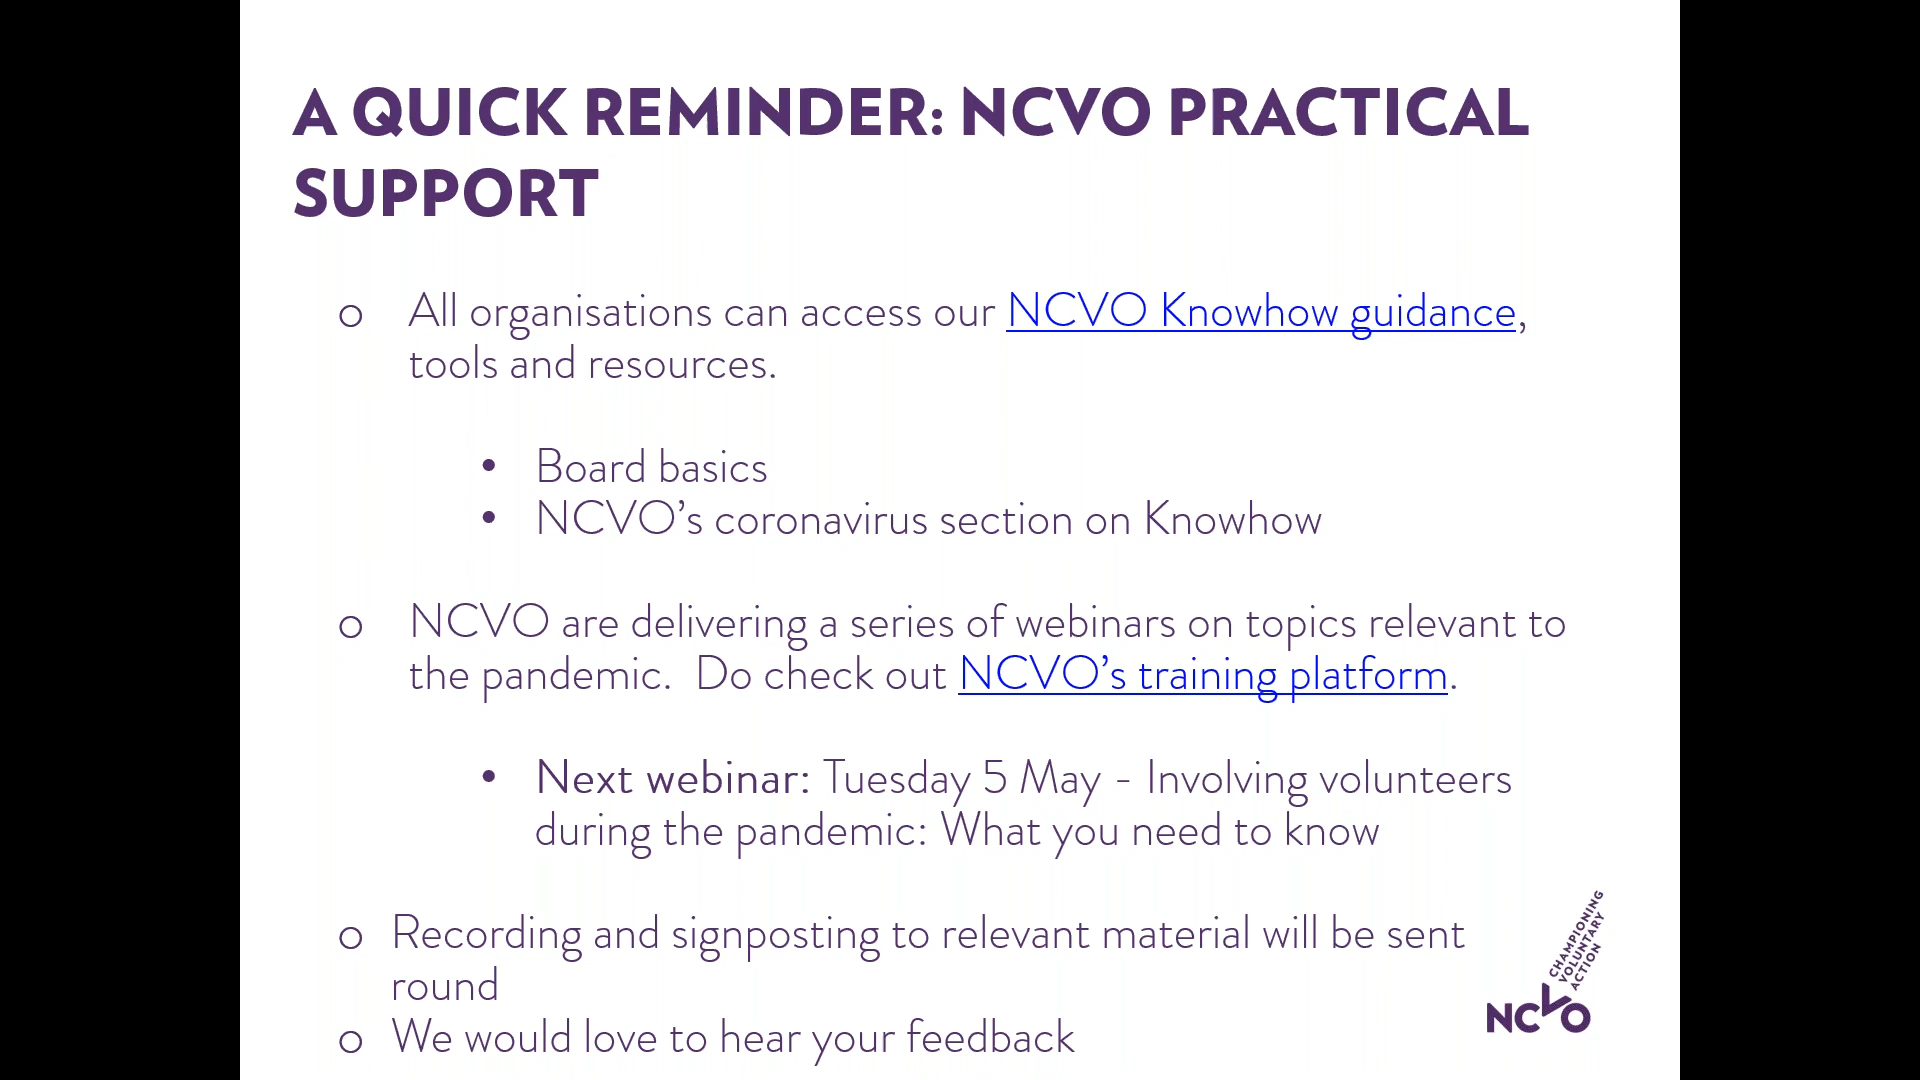 A QUICK REMINDER: NCVO PRACTICAL
SUPPORT
o All organisations can access our NCVO Knowhow guidance,
tools and resources.
• Board basics
• NCVO’s coronavirus section on Knowhow
o NCVO are delivering a series of webinars on topics relevant to
the pandemic.  Do check out NCVO’s training platform.
• Next webinar: Tuesday 5 May - Involving volunteers
during the pandemic: What you need to know
o Recording and signposting to relevant material will be sent
round
o We would love to hear your feedback
CHAMPIONING
VOLUNTARY
ACTION
NCVO